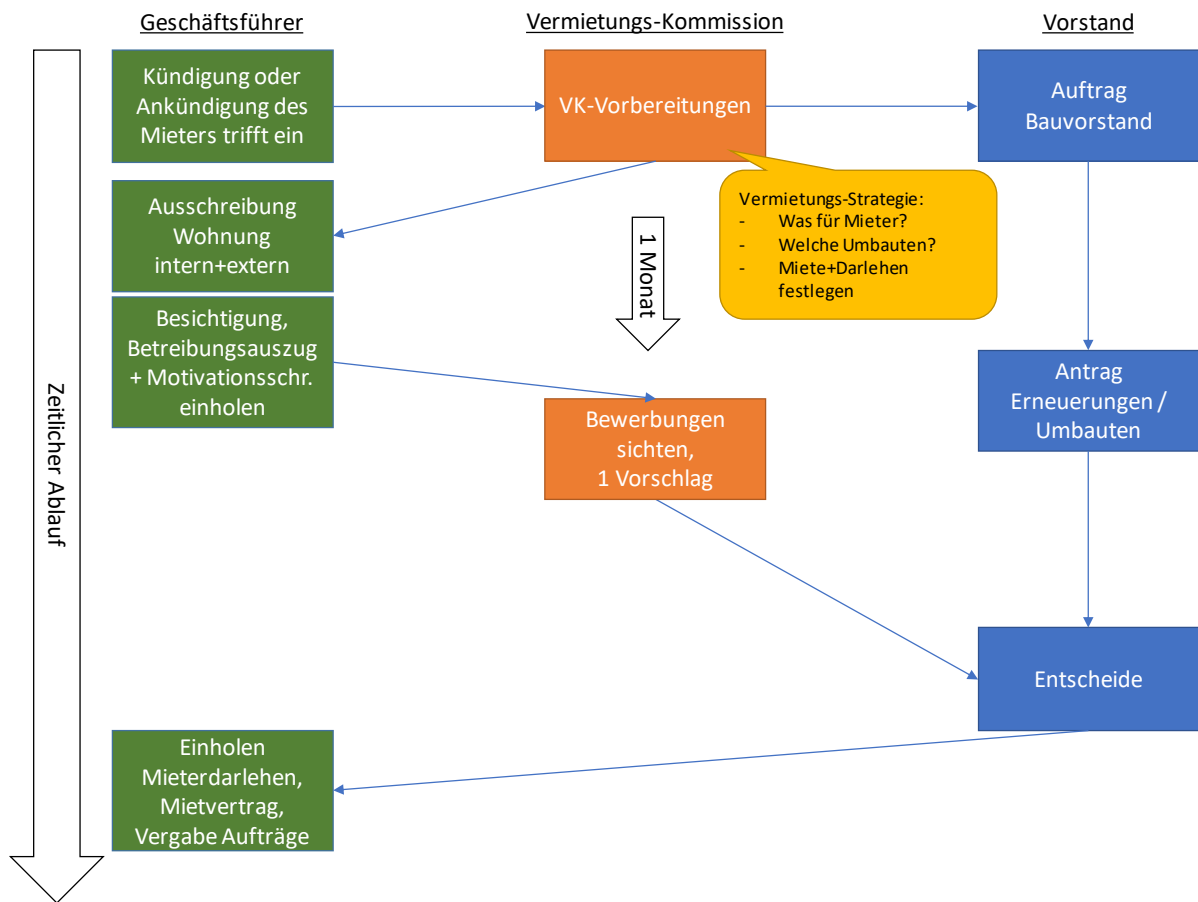 Geschäftsführer
Vermietungs-Kommission
Vorstand
Kündigung oder
Ankündigung des
Mieters trifft ein
VK-Vorbereitungen
Auftrag
Bauvorstand
Vermietungs-Strategie:
- Was für Mieter?
- Welche Umbauten?
- Miete+Darlehen
festlegen
Ausschreibung
Wohnung
intern+extern
1 Monat
Besichtigung,
Betreibungsauszug
+ Motivationsschr.
einholen
Zeitlicher Ablauf
Antrag
Erneuerungen /
Umbauten
Bewerbungen
sichten,
1 Vorschlag
Entscheide
Einholen
Mieterdarlehen,
Mietvertrag,
Vergabe Aufträge